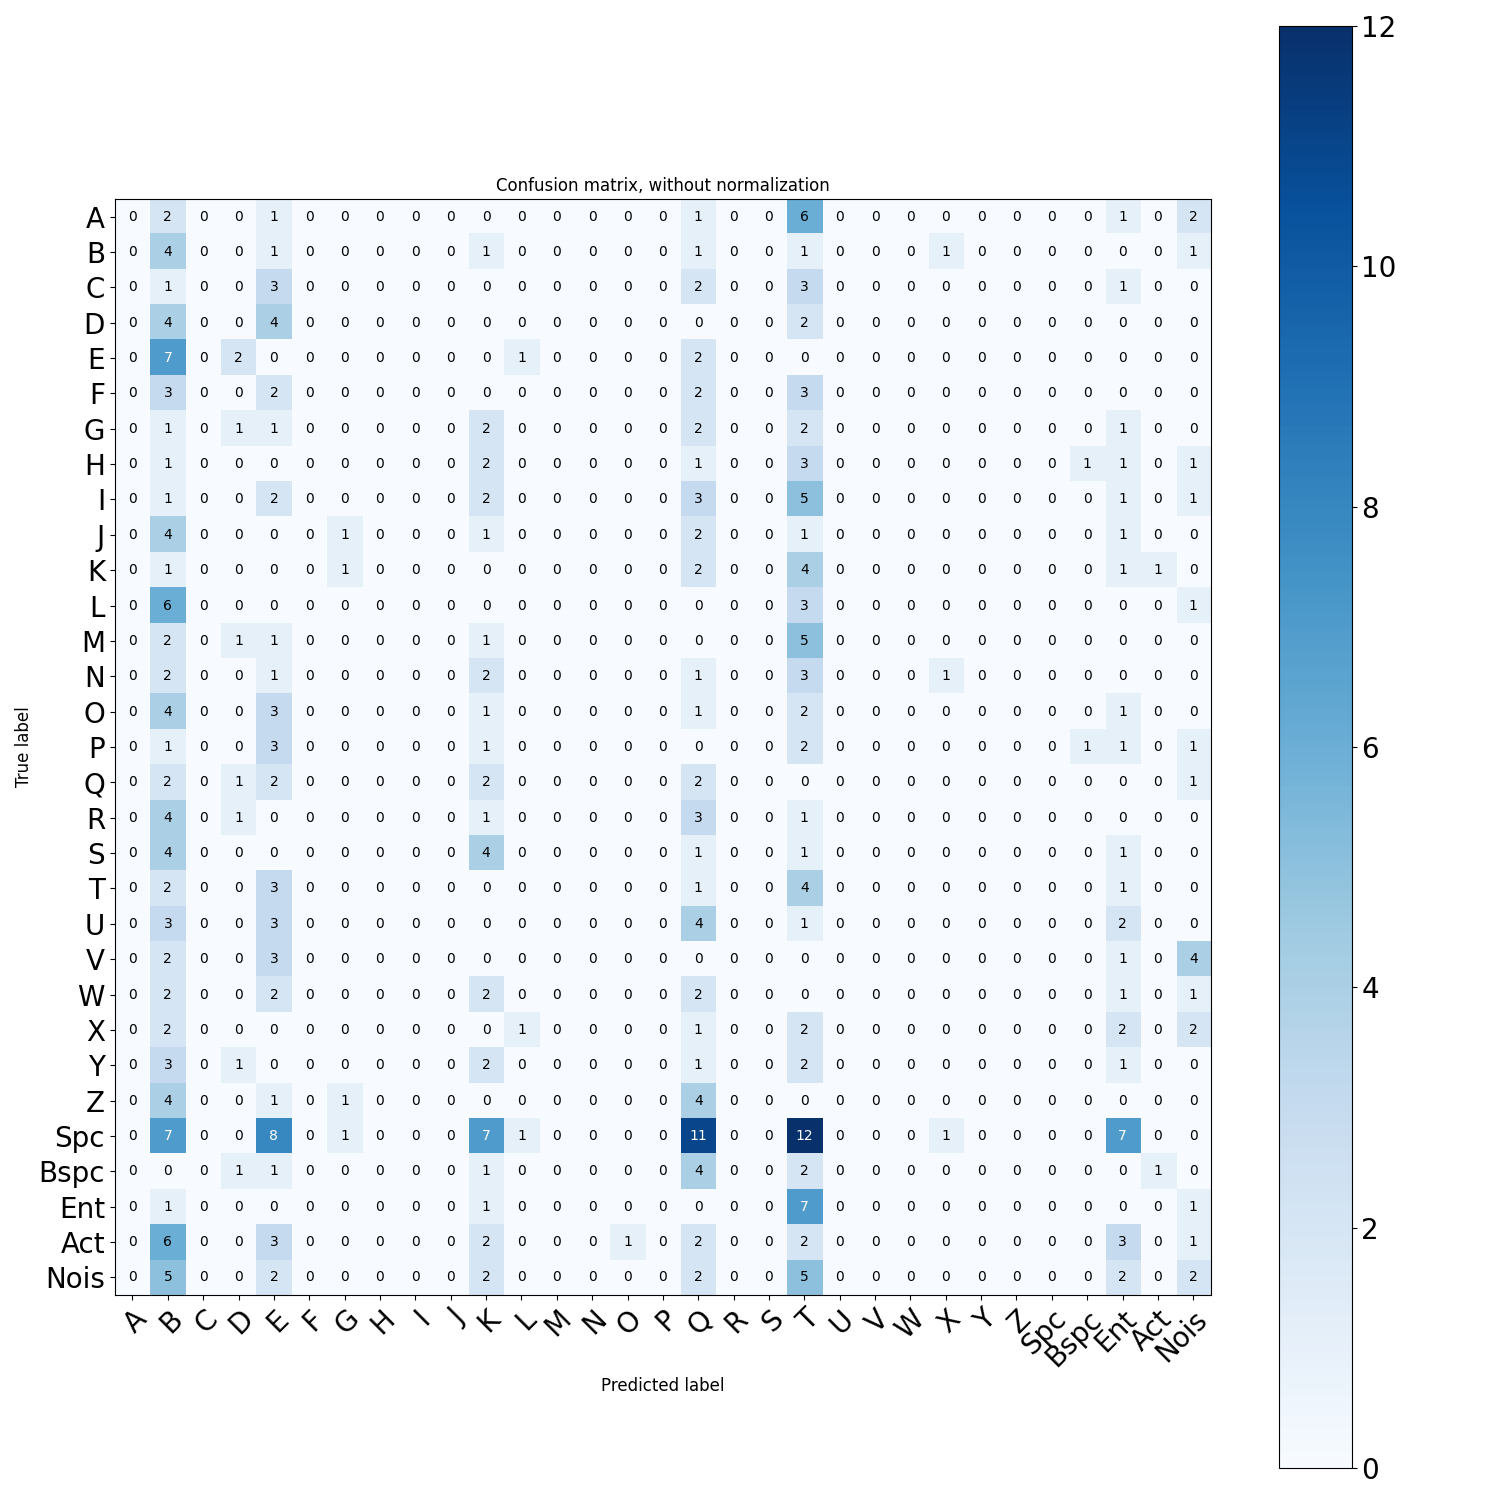 Confusion matrix, without normalization
True label
A 0 2 0 0 1 0 0 0 0 0 0 0 0 0 0 0 1 0 0 6 0 0 0 0 0 0 0 0 1 0 2
B 0 4 0 0 1 0 0 0 0 0 1 0 0 0 0 0 1 0 0 1 0 0 0 1 0 0 0 0 0 0 1
C 0 1 0 0 3 0 0 0 0 0 0 0 0 0 0 0 2 0 0 3 0 0 0 0 0 0 0 0 1 0 0
D 0 4 0 0 4 0 0 0 0 0 0 0 0 0 0 0 0 0 0 2 0 0 0 0 0 0 0 0 0 0 0
E 0 7 0 2 0 0 0 0 0 0 0 1 0 0 0 0 2 0 0 0 0 0 0 0 0 0 0 0 0 0 0
F 0 3 0 0 2 0 0 0 0 0 0 0 0 0 0 0 2 0 0 3 0 0 0 0 0 0 0 0 0 0 0
G 0 1 0 1 1 0 0 0 0 0 2 0 0 0 0 0 2 0 0 2 0 0 0 0 0 0 0 0 1 0 0
H 0 1 0 0 0 0 0 0 0 0 2 0 0 0 0 0 1 0 0 3 0 0 0 0 0 0 0 1 1 0 1
I 0 1 0 0 2 0 0 0 0 0 2 0 0 0 0 0 3 0 0 5 0 0 0 0 0 0 0 0 1 0 1
J 0 4 0 0 0 0 1 0 0 0 1 0 0 0 0 0 2 0 0 1 0 0 0 0 0 0 0 0 1 0 0
K 0 1 0 0 0 0 1 0 0 0 0 0 0 0 0 0 2 0 0 4 0 0 0 0 0 0 0 0 1 1 0
L 0 6 0 0 0 0 0 0 0 0 0 0 0 0 0 0 0 0 0 3 0 0 0 0 0 0 0 0 0 0 1
M 0 2 0 1 1 0 0 0 0 0 1 0 0 0 0 0 0 0 0 5 0 0 0 0 0 0 0 0 0 0 0
N 0 2 0 0 1 0 0 0 0 0 2 0 0 0 0 0 1 0 0 3 0 0 0 1 0 0 0 0 0 0 0
O 0 4 0 0 3 0 0 0 0 0 1 0 0 0 0 0 1 0 0 2 0 0 0 0 0 0 0 0 1 0 0
P 0 1 0 0 3 0 0 0 0 0 1 0 0 0 0 0 0 0 0 2 0 0 0 0 0 0 0 1 1 0 1
Q 0 2 0 1 2 0 0 0 0 0 2 0 0 0 0 0 2 0 0 0 0 0 0 0 0 0 0 0 0 0 1
R 0 4 0 1 0 0 0 0 0 0 1 0 0 0 0 0 3 0 0 1 0 0 0 0 0 0 0 0 0 0 0
S 0 4 0 0 0 0 0 0 0 0 4 0 0 0 0 0 1 0 0 1 0 0 0 0 0 0 0 0 1 0 0
T 0 2 0 0 3 0 0 0 0 0 0 0 0 0 0 0 1 0 0 4 0 0 0 0 0 0 0 0 1 0 0
U 0 3 0 0 3 0 0 0 0 0 0 0 0 0 0 0 4 0 0 1 0 0 0 0 0 0 0 0 2 0 0
V 0 2 0 0 3 0 0 0 0 0 0 0 0 0 0 0 0 0 0 0 0 0 0 0 0 0 0 0 1 0 4
W 0 2 0 0 2 0 0 0 0 0 2 0 0 0 0 0 2 0 0 0 0 0 0 0 0 0 0 0 1 0 1
X 0 2 0 0 0 0 0 0 0 0 0 1 0 0 0 0 1 0 0 2 0 0 0 0 0 0 0 0 2 0 2
Y 0 3 0 1 0 0 0 0 0 0 2 0 0 0 0 0 1 0 0 2 0 0 0 0 0 0 0 0 1 0 0
Z 0 4 0 0 1 0 1 0 0 0 0 0 0 0 0 0 4 0 0 0 0 0 0 0 0 0 0 0 0 0 0
Spc 0 7 0 0 8 0 1 0 0 0 7 1 0 0 0 0 11 0 0 12 0 0 0 1 0 0 0 0 7 0 0
Bspc 0 0 0 1 1 0 0 0 0 0 1 0 0 0 0 0 4 0 0 2 0 0 0 0 0 0 0 0 0 1 0
Ent 0 1 0 0 0 0 0 0 0 0 1 0 0 0 0 0 0 0 0 7 0 0 0 0 0 0 0 0 0 0 1
Act 0 6 0 0 3 0 0 0 0 0 2 0 0 0 1 0 2 0 0 2 0 0 0 0 0 0 0 0 3 0 1
Nois 0 5 0 0 2 0 0 0 0 0 2 0 0 0 0 0 2 0 0 5 0 0 0 0 0 0 0 0 2 0 2
A B C D E F G H I J K L M N O P Q R S T U V W X Y Z Spc Bspc Ent Act Nois
Predicted label
12
10
8
6
4
2
0